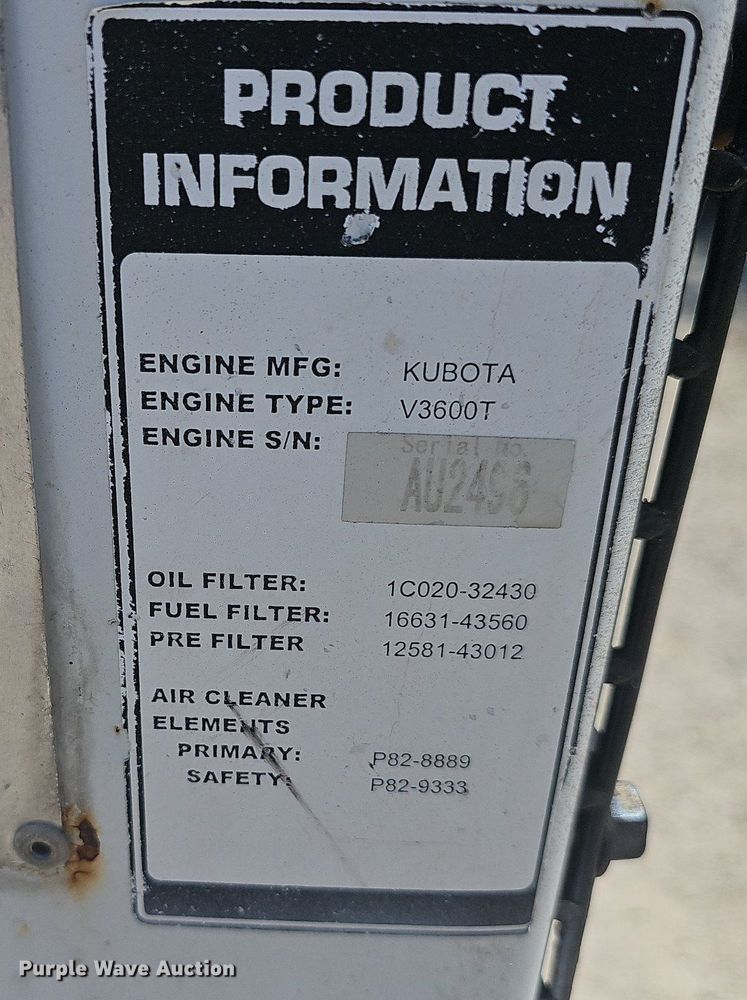 PRODUCT
INFORMATION
ENGINE MFG: KUBOTA
ENGINE TYPE: V3600T
ENGINE S/N:
Serial No.
AU2496
OIL FILTER: 1C020-32430
FUEL FILTER: 16631-43560
PRE FILTER 12581-43012
AIR CLEANER
ELEMENTS
PRIMARY: P82-8889
SAFETY: P82-9333
Purple Wave Auction